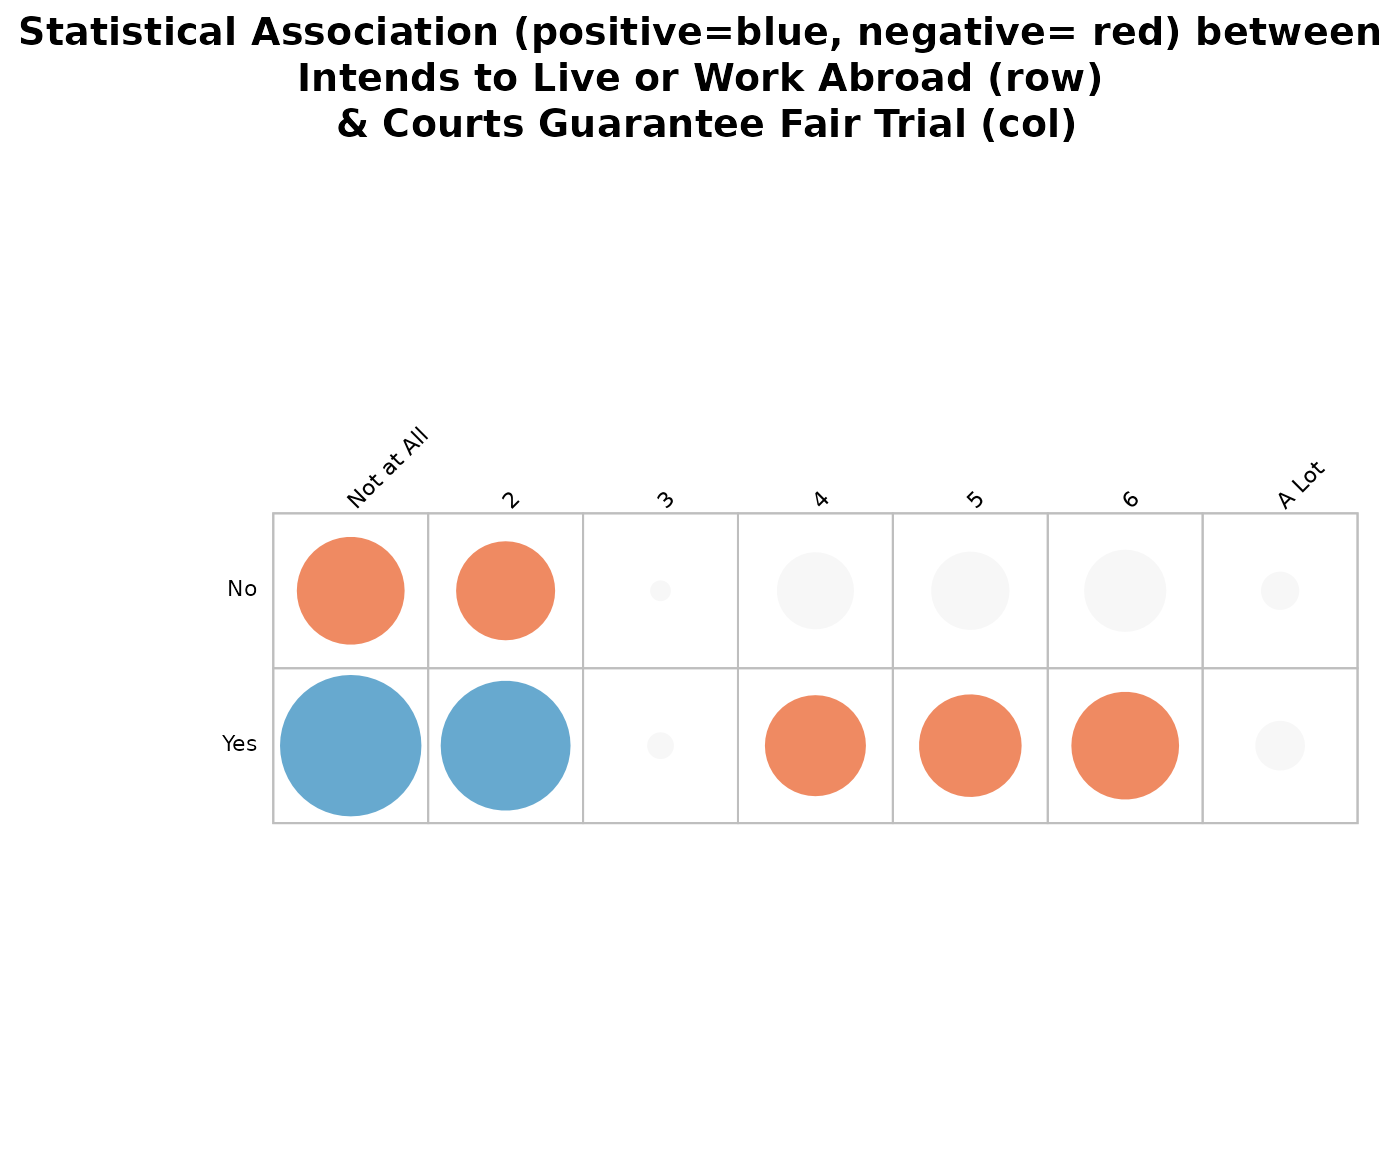 Statistical Association (positive=blue, negative= red) between
Intends to Live or Work Abroad (row)
& Courts Guarantee Fair Trial (col)
Not at All
2
3
4
5
6
A Lot
No
Yes